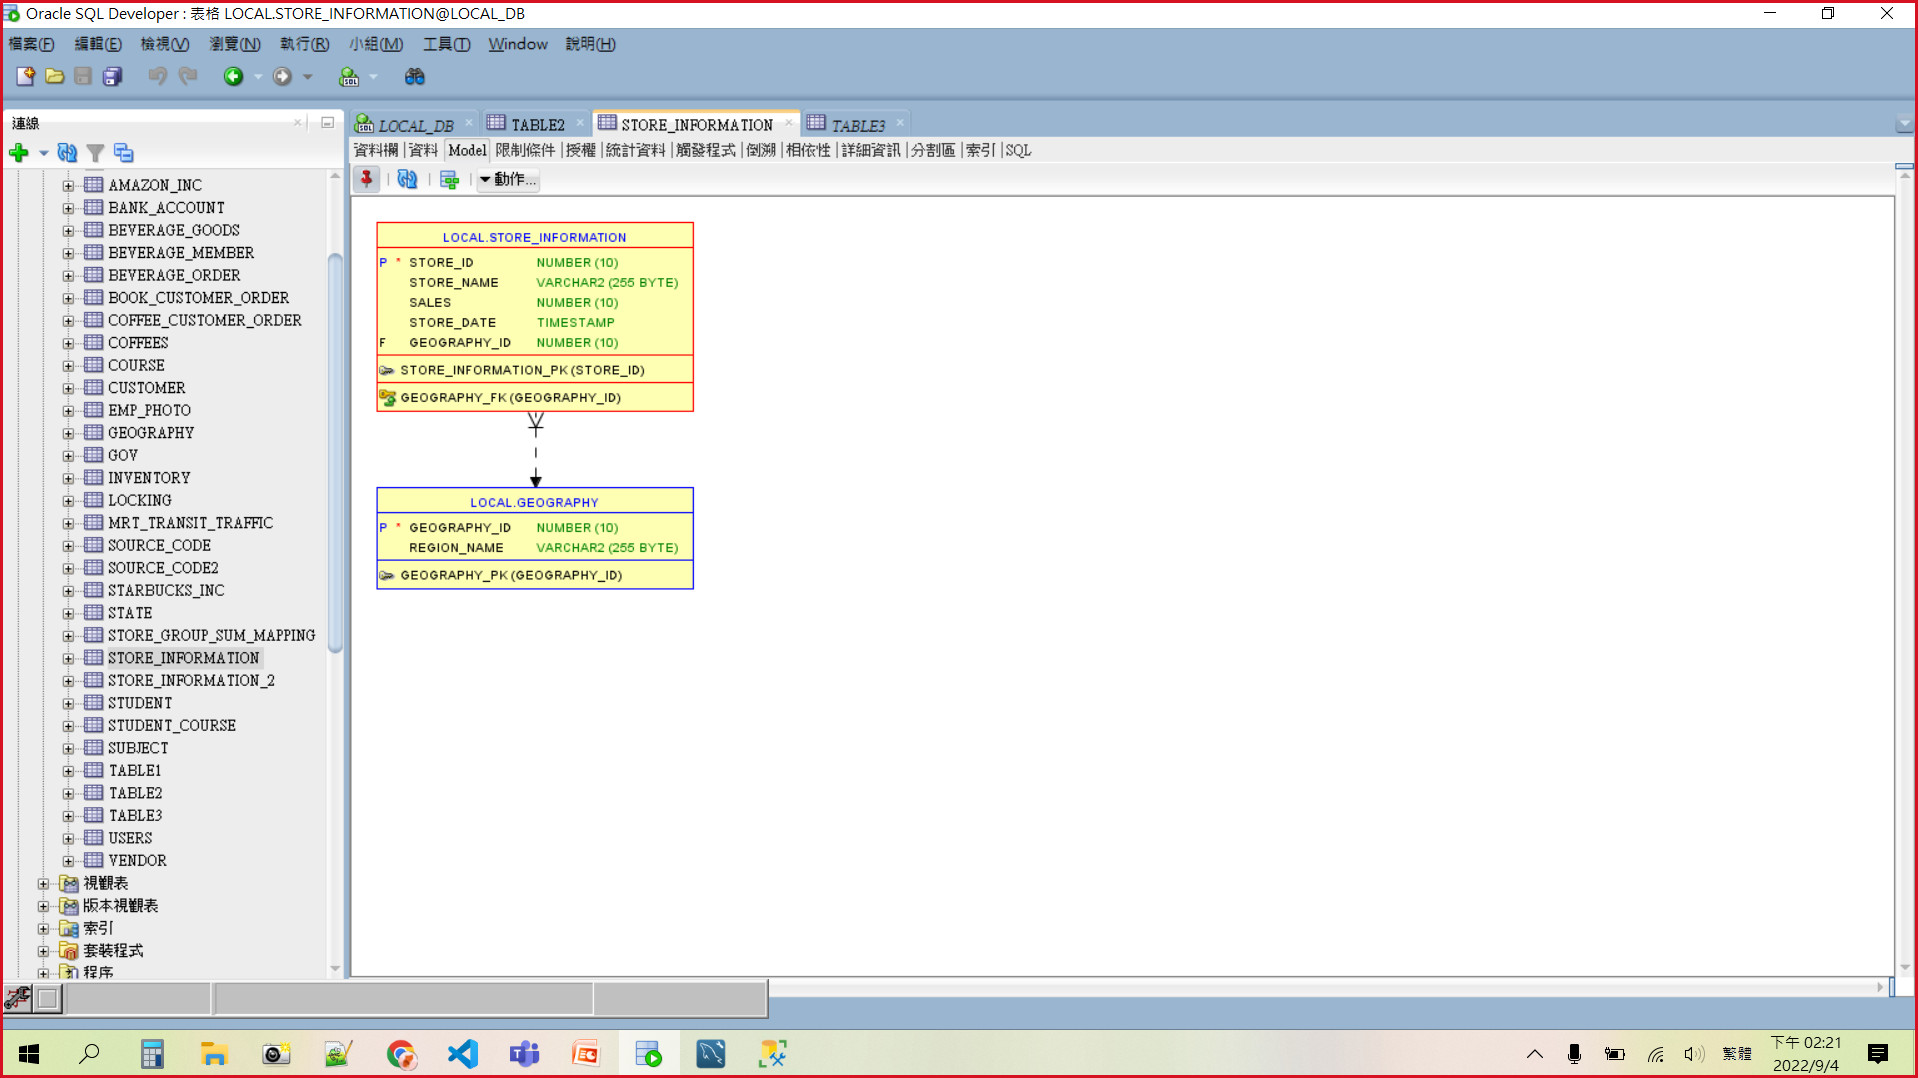 Oracle SQL Developer : 表格 LOCAL.STORE_INFORMATION@LOCAL_DB
檔案(F) 編輯(E) 檢視(V) 瀏覽(N) 執行(R) 小組(M) 工具(T) Window 說明(H)
連線
AMAZON_INC
BANK_ACCOUNT
BEVERAGE_GOODS
BEVERAGE_MEMBER
BEVERAGE_ORDER
BOOK_CUSTOMER_ORDER
COFFEE_CUSTOMER_ORDER
COFFEES
COURSE
CUSTOMER
EMP_PHOTO
GEOGRAPHY
GOV
INVENTORY
LOCKING
MRT_TRANSIT_TRAFFIC
SOURCE_CODE
SOURCE_CODE2
STARBUCKS_INC
STATE
STORE_GROUP_SUM_MAPPING
STORE_INFORMATION
STORE_INFORMATION_2
STUDENT
STUDENT_COURSE
SUBJECT
TABLE1
TABLE2
TABLE3
USERS
VENDOR
視觀表
版本視觀表
索引
套裝程式
程序
LOCAL_DB TABLE2 STORE_INFORMATION TABLE3
資料欄 |資料 Model 限制條件 |授權 |統計資料 |觸發程式 |倒溯 |相依性 |詳細資訊 |分割區 |索引 |SQL
動作...
LOCAL.STORE_INFORMATION
P * STORE_ID NUMBER (10)
STORE_NAME VARCHAR2 (255 BYTE)
SALES NUMBER (10)
STORE_DATE TIMESTAMP
F GEOGRAPHY_ID NUMBER (10)
STORE_INFORMATION_PK (STORE_ID)
GEOGRAPHY_FK (GEOGRAPHY_ID)
LOCAL.GEOGRAPHY
P * GEOGRAPHY_ID NUMBER (10)
REGION_NAME VARCHAR2 (255 BYTE)
GEOGRAPHY_PK (GEOGRAPHY_ID)
繁體
下午 02:21
2022/9/4